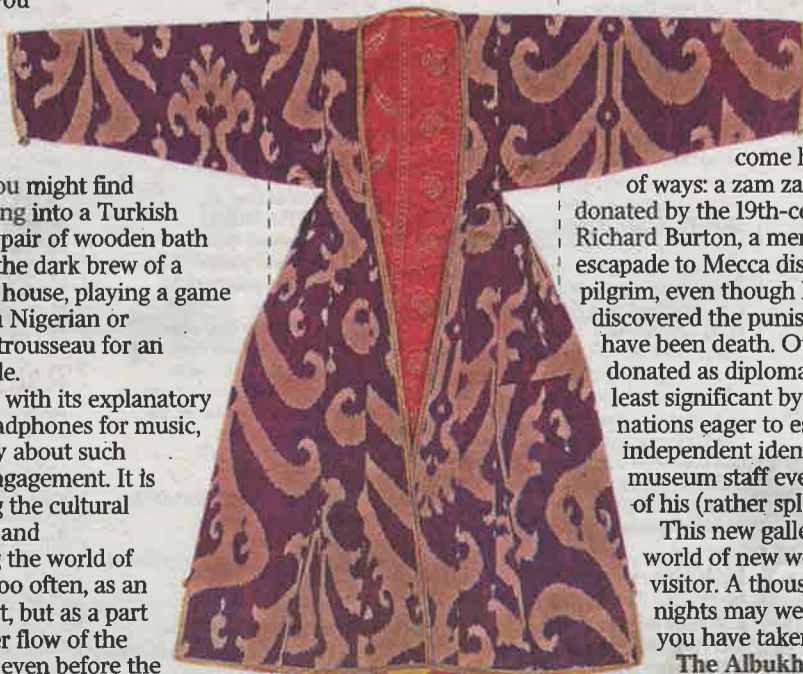 you
ou might find
ng into a Turkish
pair of wooden bath
the dark brew of a
house, playing a game
Nigerian or
trousseau for an
le.
with its explanatory
adphones for music,
y about such
gagement. It is
g the cultural
and
the world of
oo often, as an
t, but as a part
r flow of the
even before the
come h
of ways: a zam za
donated by the 19th-ce
Richard Burton, a mer
escapade to Mecca dis
pilgrim, even though
discovered the punis
have been death. O
donated as diploma
least significant by
nations eager to es
independent iden
museum staff eve
of his (rather spl
This new galle
world of new w
visitor. A thous
nights may we
you have taken
The Albukh